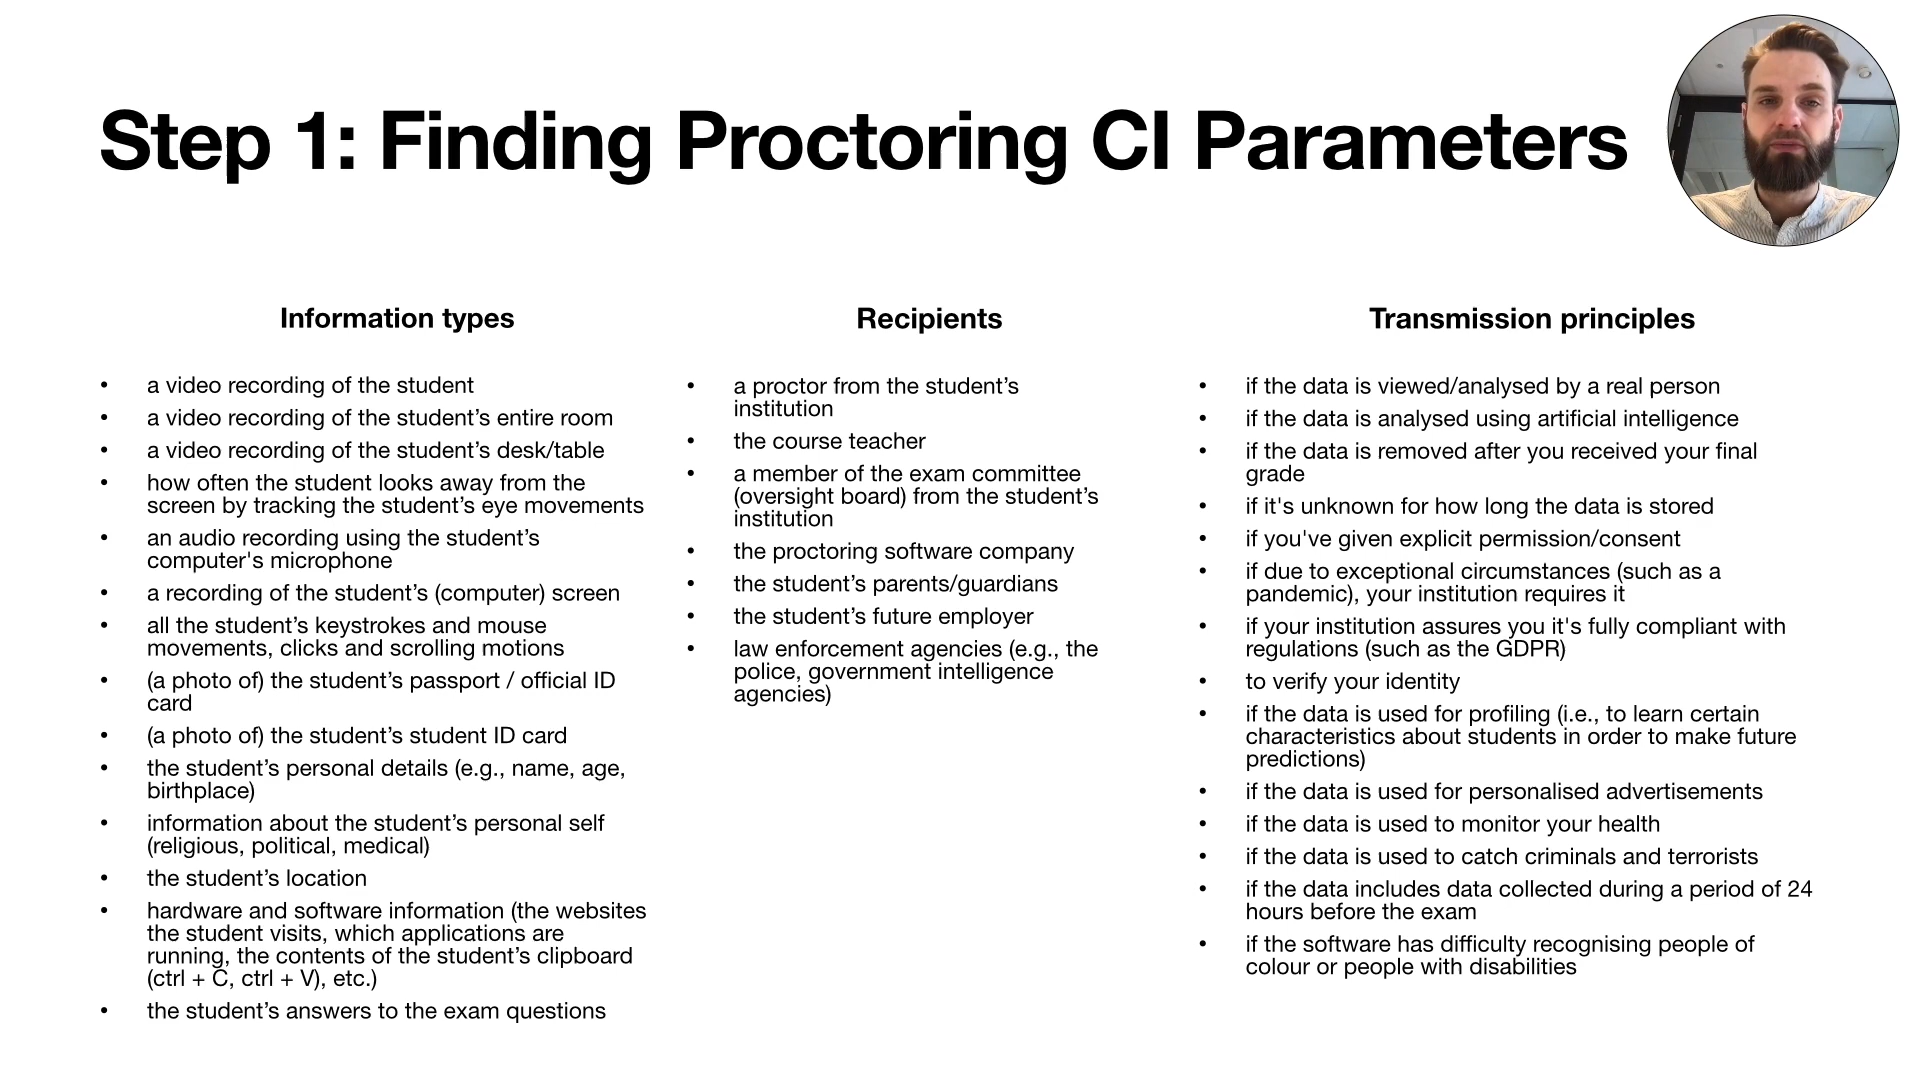 Step 1: Finding Proctoring CI Parameters
Information types
• a video recording of the student
• a video recording of the student’s entire room
• a video recording of the student’s desk/table
• how often the student looks away from the
screen by tracking the student’s eye movements
• an audio recording using the student’s
computer's microphone
• a recording of the student’s (computer) screen
• all the student’s keystrokes and mouse
movements, clicks and scrolling motions
• (a photo of) the student’s passport / official ID
card
• (a photo of) the student’s student ID card
• the student’s personal details (e.g., name, age,
birthplace)
• information about the student’s personal self
(religious, political, medical)
• the student’s location
• hardware and software information (the websites
the student visits, which applications are
running, the contents of the student’s clipboard
(ctrl + C, ctrl + V), etc.)
• the student’s answers to the exam questions
Recipients
• a proctor from the student’s
institution
• the course teacher
• a member of the exam committee
(oversight board) from the student’s
institution
• the proctoring software company
• the student’s parents/guardians
• the student’s future employer
• law enforcement agencies (e.g., the
police, government intelligence
agencies)
Transmission principles
• if the data is viewed/analysed by a real person
• if the data is analysed using artificial intelligence
• if the data is removed after you received your final
grade
• if it's unknown for how long the data is stored
• if you've given explicit permission/consent
• if due to exceptional circumstances (such as a
pandemic), your institution requires it
• if your institution assures you it's fully compliant with
regulations (such as the GDPR)
• to verify your identity
• if the data is used for profiling (i.e., to learn certain
characteristics about students in order to make future
predictions)
• if the data is used for personalised advertisements
• if the data is used to monitor your health
• if the data is used to catch criminals and terrorists
• if the data includes data collected during a period of 24
hours before the exam
• if the software has difficulty recognising people of
colour or people with disabilities